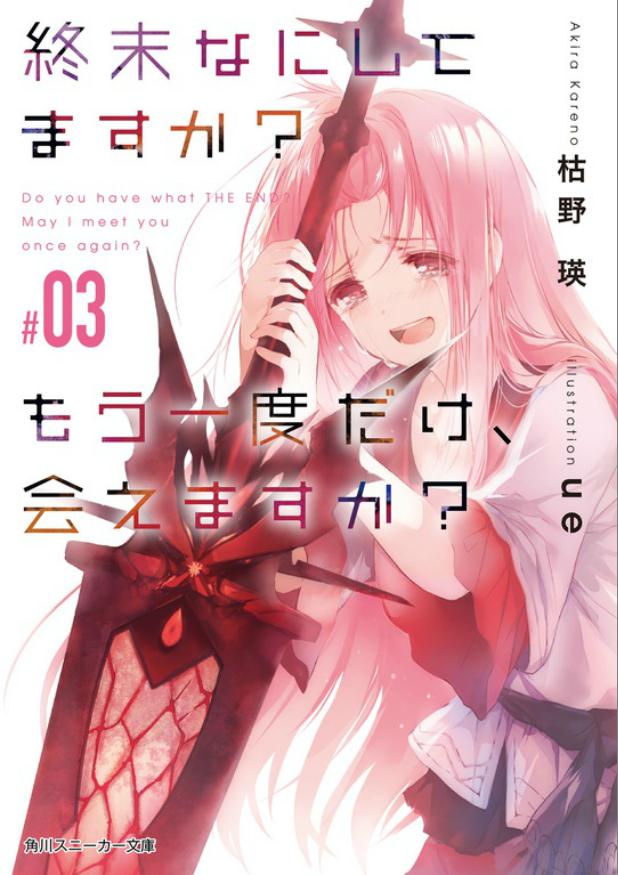 終末なにして
ますか？
Do you have what THE END?
May I meet you
once again?
#03
もう一度だけ、
会えますか？
Akira Kareno
枯野 瑛
illustration ue
角川スニーカー文庫